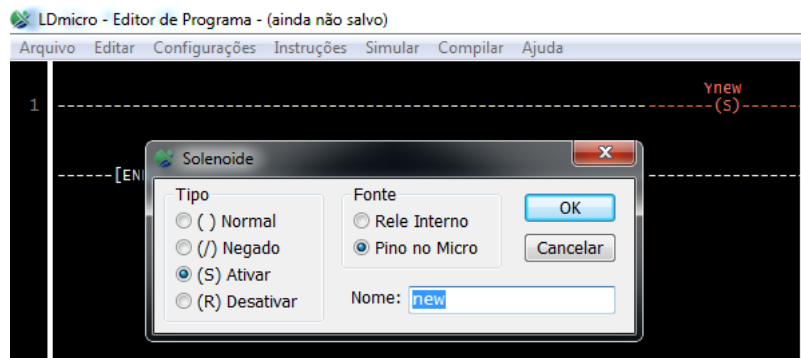 LDmicro - Editor de Programa - (ainda não salvo)
Arquivo Editar Configurações Instruções Simular Compilar Ajuda
Ynew
1 (S)
[EN
Solenoide
Tipo Fonte
( ) Normal Rele Interno OK
(/) Negado Pino no Micro Cancelar
(S) Ativar
(R) Desativar Nome: new